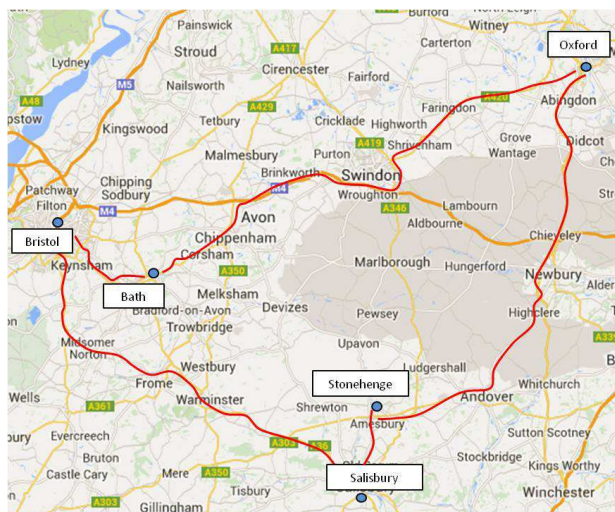 Burford
North Leigh
Witney
Painswick
Oxford
Lydney
Stroud
A417
Carterton
Cirencester
Fairford
M5
Nailsworth
A420
A48
A429
Faringdon
Abingdon
Tetbury
Cricklade
Highworth
Kingswood
A419
Shrivenham
Grove
Didcot
Malmesbury
Purton
Wantage
Patchway
Chipping
Sodbury
Brinkworth
Swindon
M4
Filton
Wroughton
Lambourn
M4
Avon
A346
Aldbourne
Bristol
Chippenham
Chieveley
Keynsham
Corsham
A350
Marlborough
Hungerford
Newbury
Bath
Melksham
Devizes
Bradford-on-Avon
Trowbridge
Pewsey
Highclere
Midsomer
Norton
Upavon
Westbury
Ludgershall
Wells
Frome
Stonehenge
Whitchurch
Warminster
Shrewton
Andover
A361
Amesbury
Evercreech
A303
A36
Sutton Scotney
Bruton
Stockbridge
Castle Cary
Mere
A350
Salisbury
Kings Worthy
Tisbury
A303
Gillingham
Winchester